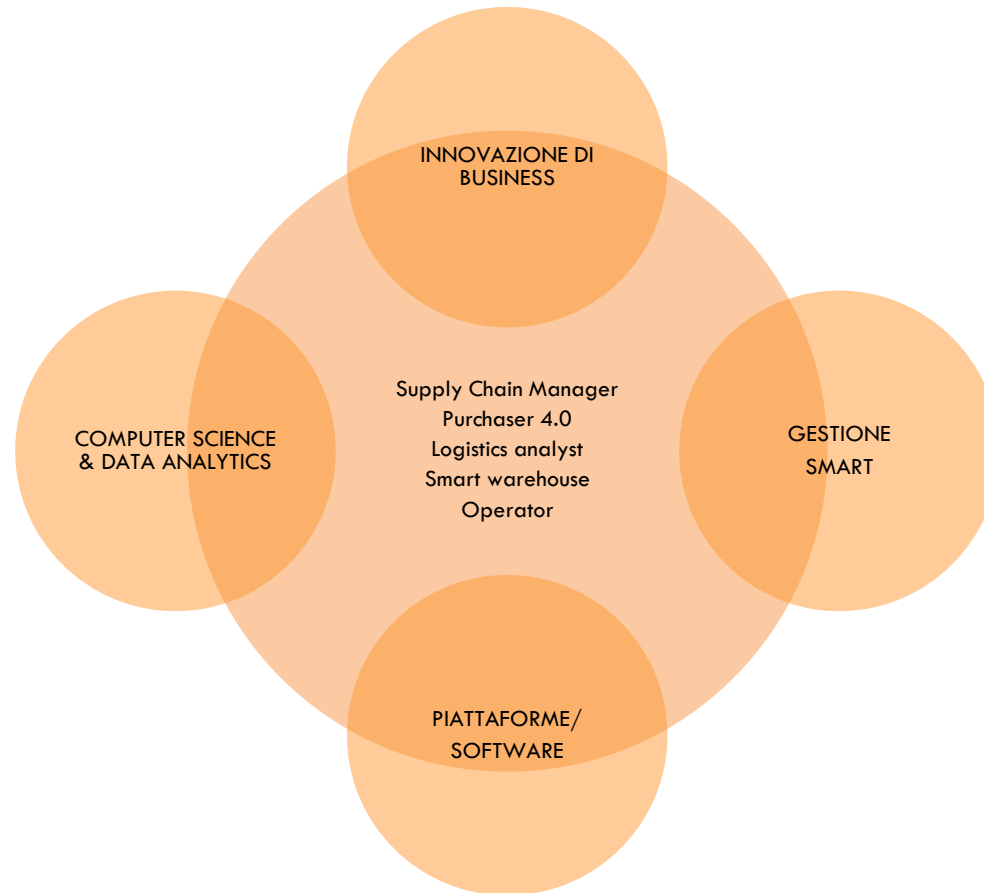 INNOVAZIONE DI
BUSINESS
Supply Chain Manager
Purchaser 4.0
Logistics analyst
Smart warehouse
Operator
COMPUTER SCIENCE
& DATA ANALYTICS
GESTIONE
SMART
PIATTAFORME/
SOFTWARE